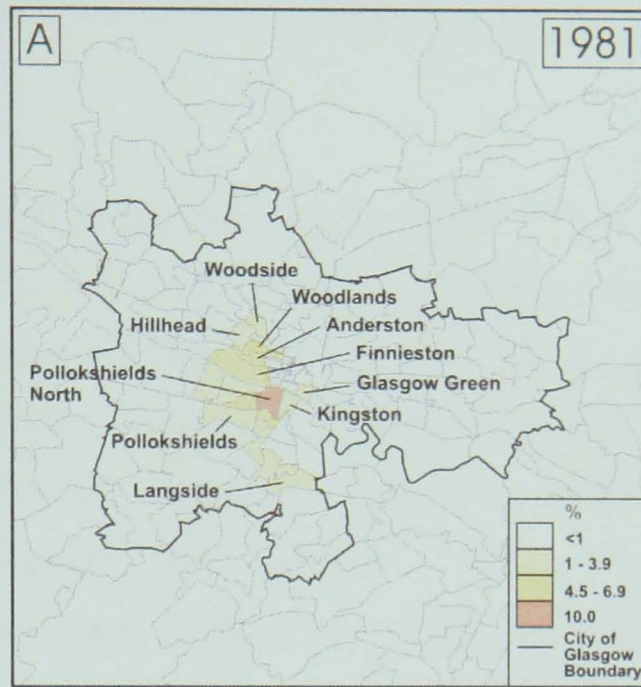 A
1981
Woodside
Woodlands
Hillhead
Anderston
Finnieston
Pollokshields
North
Glasgow Green
Kingston
Pollokshields
Langside
%
<1
1 - 3.9
4.5 - 6.9
10.0
City of
Glasgow
Boundary